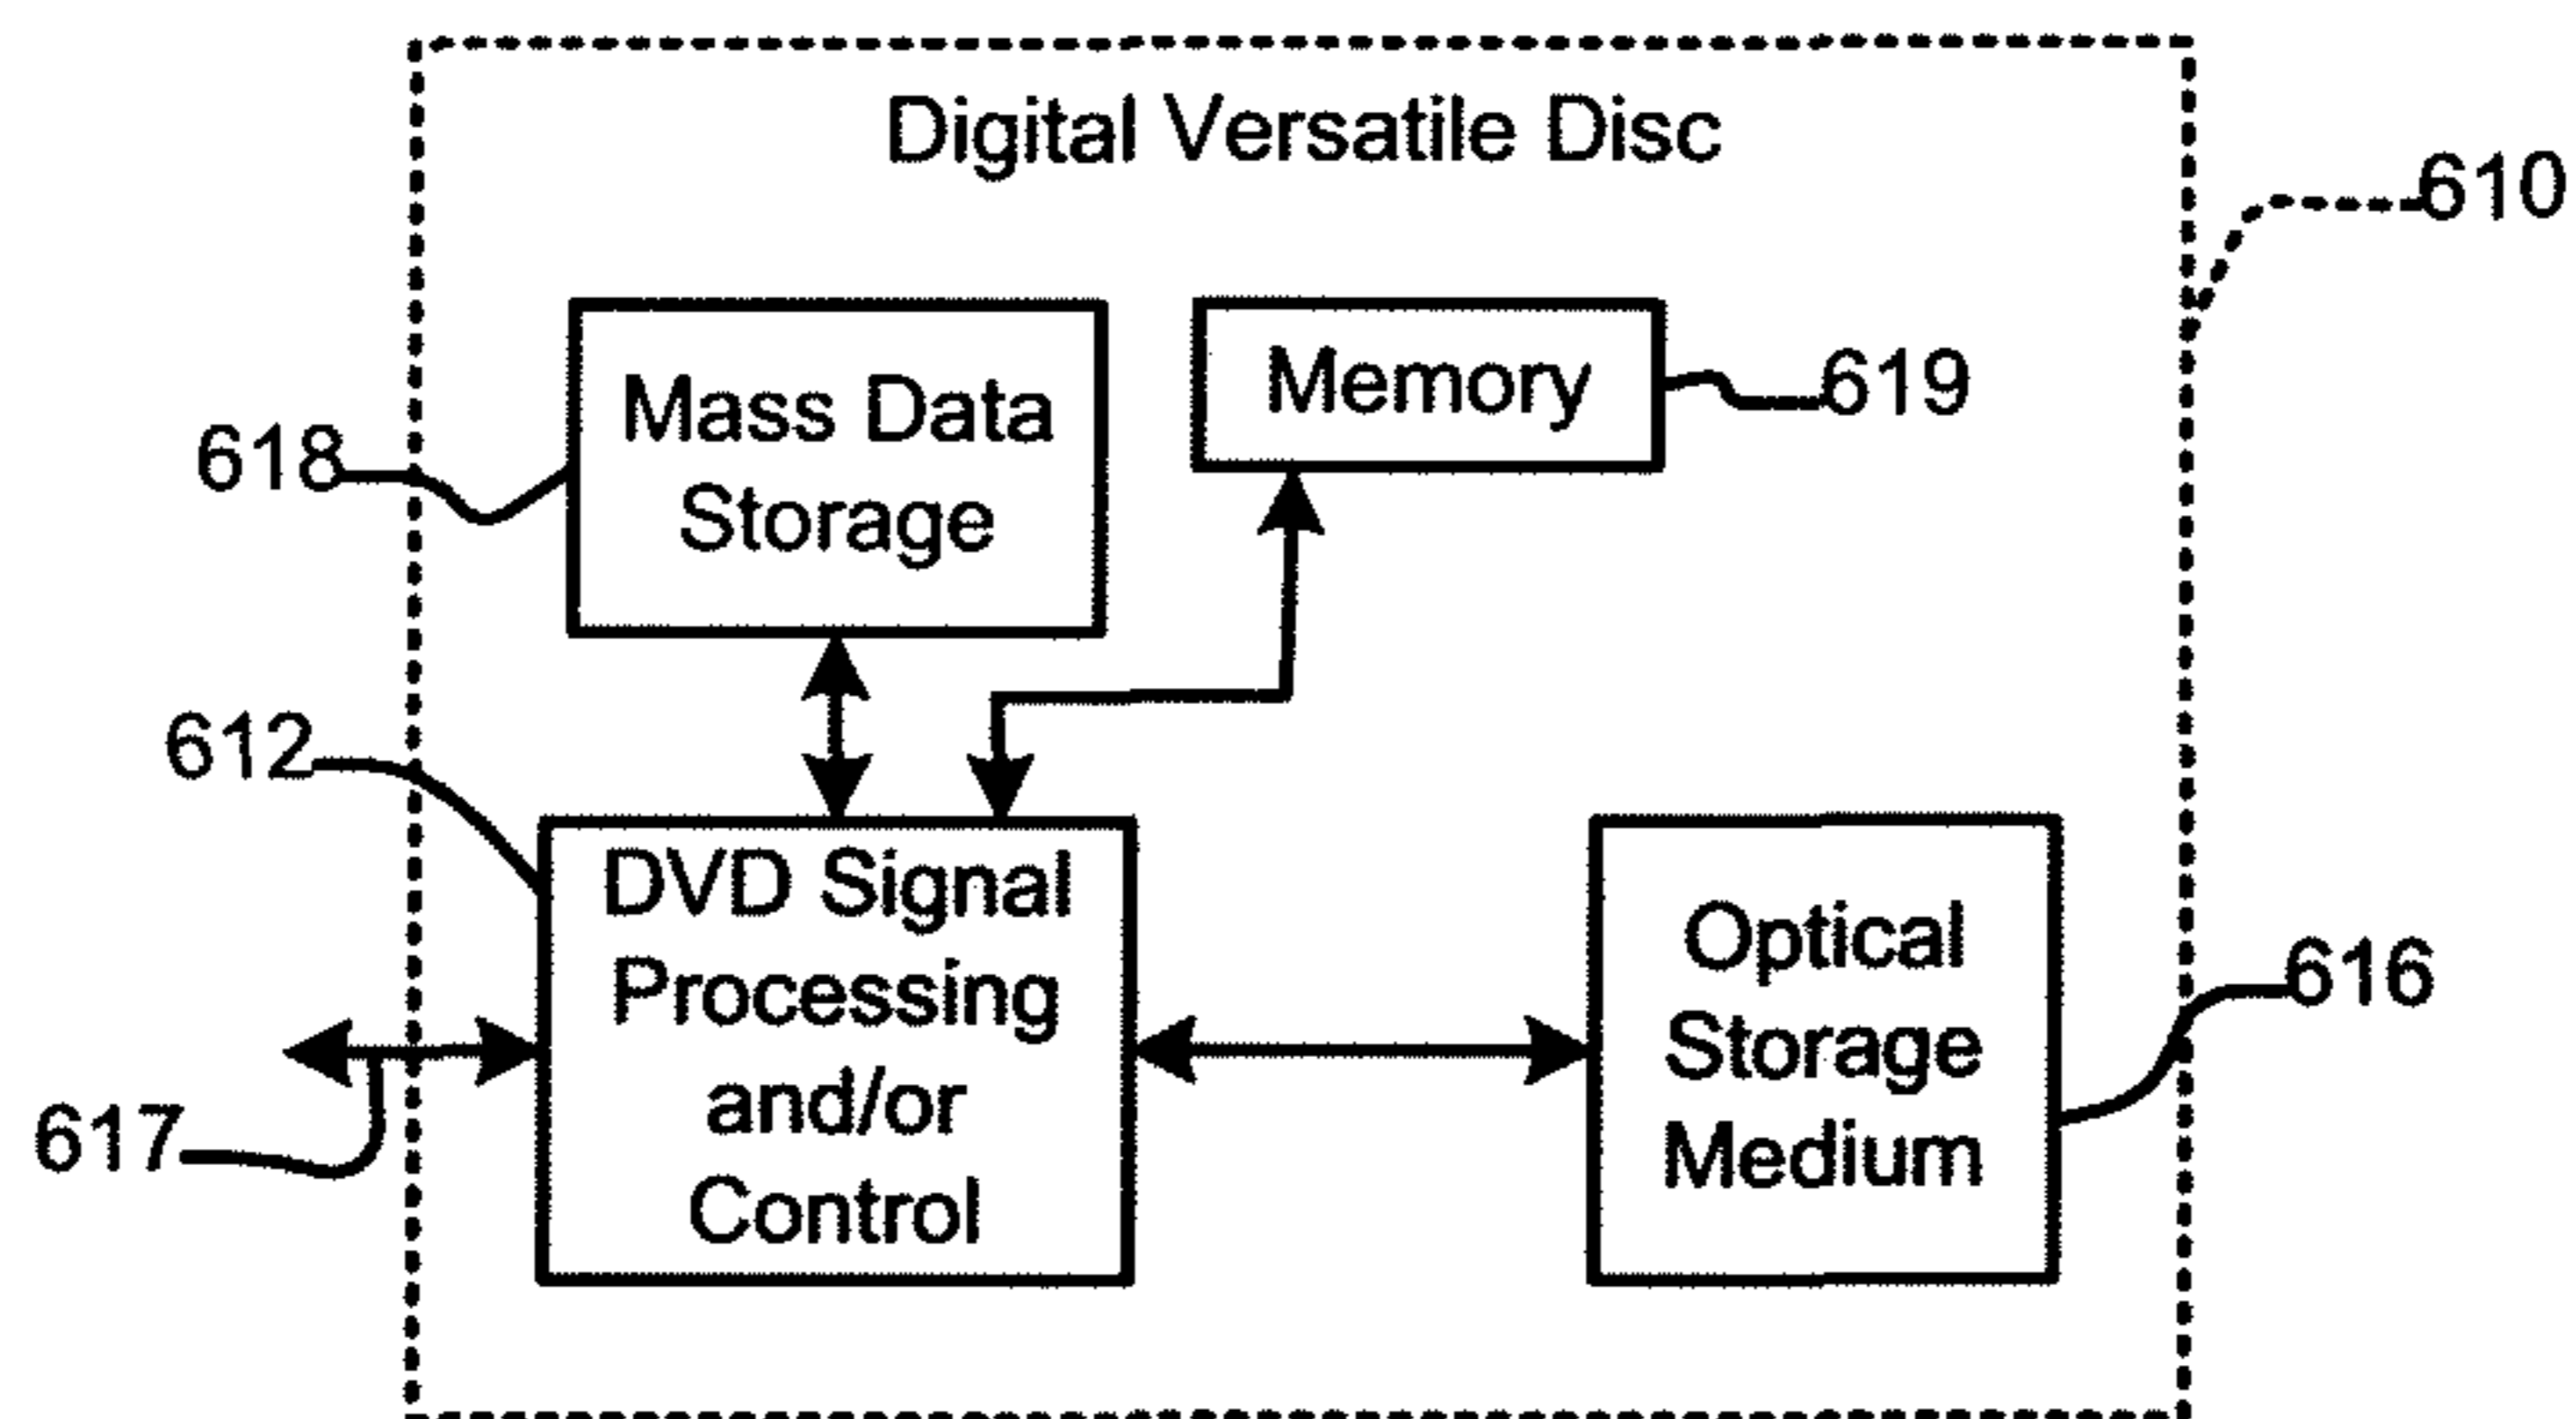 Digital Versatile Disc
610
Mass Data
Storage
618
Memory
619
612
DVD Signal
Processing
and/or
Control
617
Optical
Storage
Medium
616